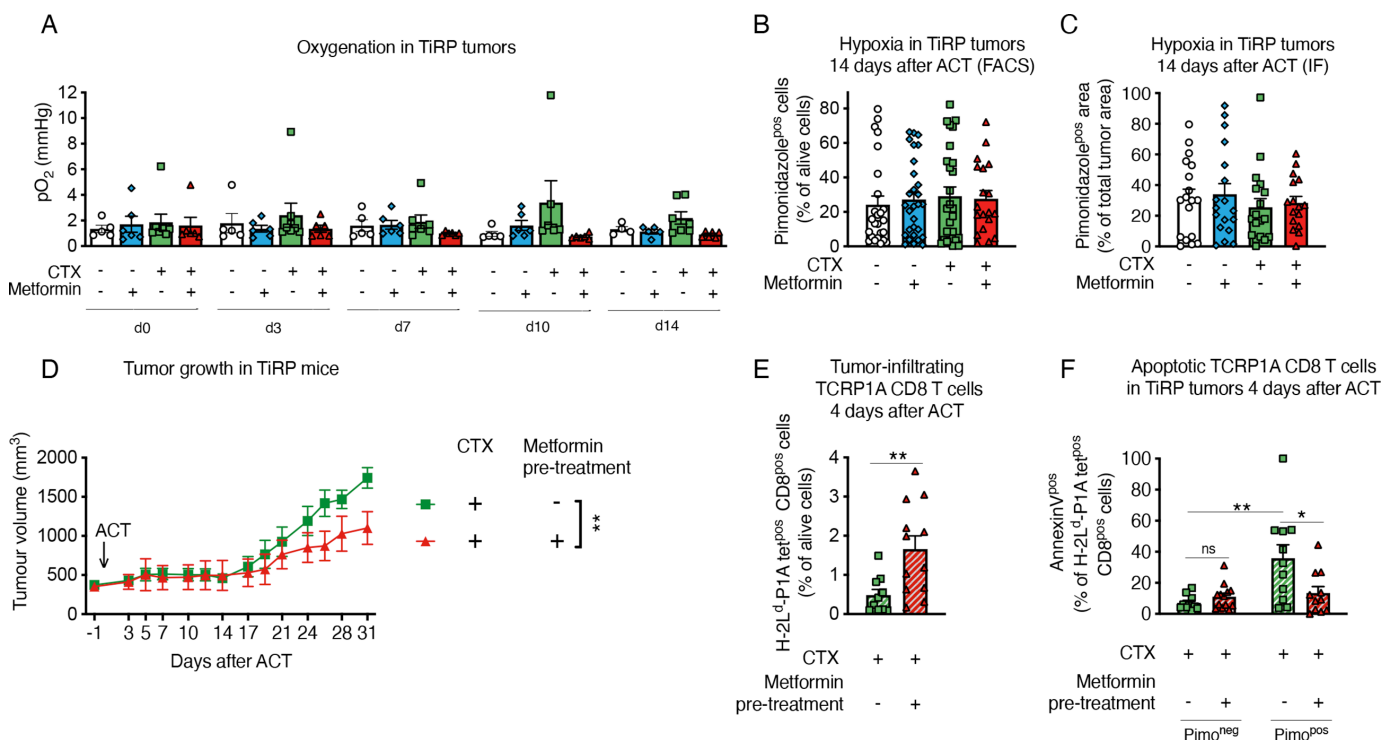 A
Oxygenation in TiRP tumors
pO2 (mmHg)
12
10
8
6
4
2
0
CTX - - + + - - + + - - + + - - + + - - + +
Metformin - + - + - + - + - + - + - + - + - + - +
d0 d3 d7 d10 d14
B
Hypoxia in TiRP tumors
14 days after ACT (FACS)
Pimonidazolepos cells
(% of alive cells)
100
80
60
40
20
0
CTX - - + +
Metformin - + - +
C
Hypoxia in TiRP tumors
14 days after ACT (IF)
Pimonidazolepos area
(% of total tumor area)
100
80
60
40
20
0
CTX - - + +
Metformin - + - +
D
Tumor growth in TiRP mice
Tumour volume (mm3)
2000
1500
1000
500
0
ACT
-1 3 5 7 10 14 17 21 24 28 31
Days after ACT
CTX Metformin
pre-treatment
+ -
+ +
**
E
Tumor-infiltrating
TCRP1A CD8 T cells
4 days after ACT
H-2Ld-P1A tetpos CD8pos cells
(% of alive cells)
4
3
2
1
0
**
CTX + +
Metformin
pre-treatment - +
F
Apoptotic TCRP1A CD8 T cells
in TiRP tumors 4 days after ACT
AnnexinVpos
(% of H-2Ld-P1A tetpos
CD8pos cells)
100
80
60
40
20
0
**
*
ns
CTX + + + +
Metformin
pre-treatment - + - +
Pimoneg Pimopos